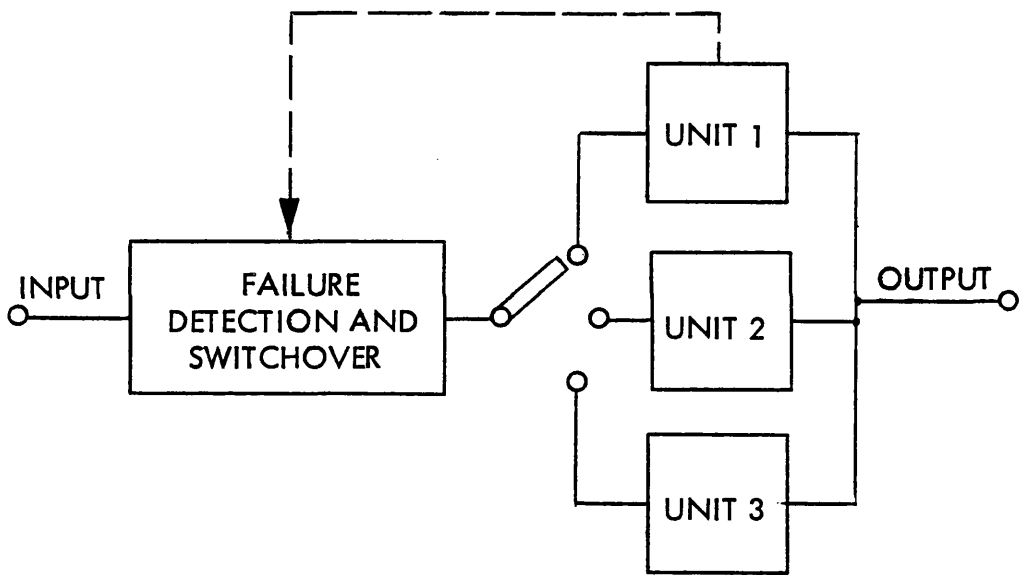 UNIT 1
INPUT
FAILURE
DETECTION AND
SWITCHOVER
UNIT 2
OUTPUT
UNIT 3